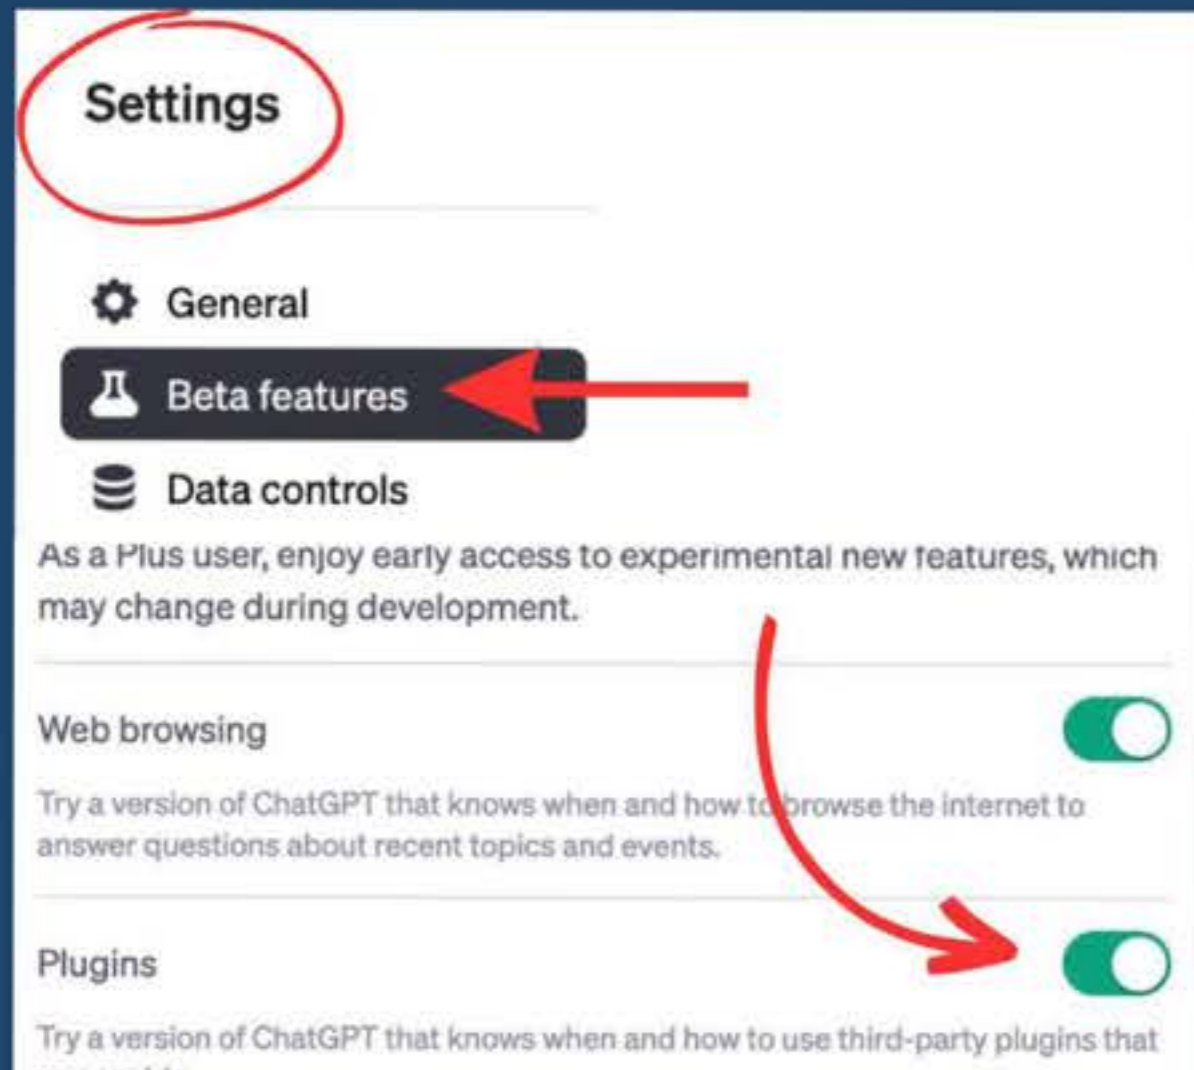 Settings
General
Beta features
Data controls
As a Plus user, enjoy early access to experimental new features, which
may change during development.
Web browsing
Try a version of ChatGPT that knows when and how to browse the internet to
answer questions about recent topics and events.
Plugins
Try a version of ChatGPT that knows when and how to use third-party plugins that